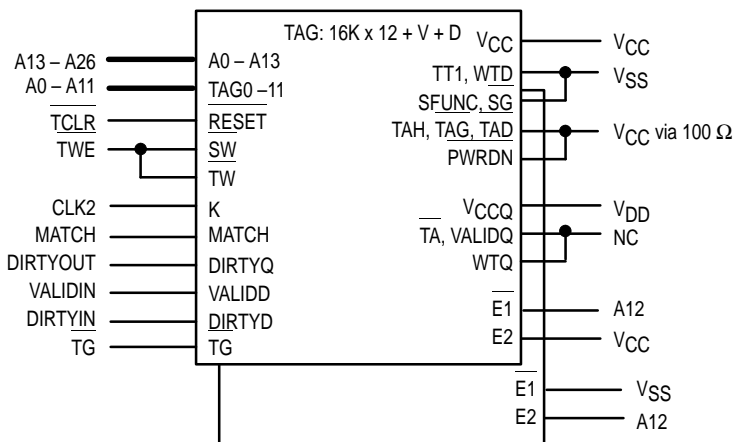 TAG: 16K x 12 + V + D
A13 – A26 A0 – A13 VCC VCC
A0 – A11 TAG0 –11 TT1, WTD VSS
SFUNC, SG
TCLR RESET TAH, TAG, TAD VCC via 100 Ω
TWE SW PWRDN
TW
CLK2 K VCCQ VDD
MATCH MATCH TA, VALIDQ NC
DIRTYOUT DIRTYQ WTQ
VALIDIN VALIDD E1 A12
DIRTYIN DIRTYD E2 VCC
TG TG
E1 VSS
E2 A12